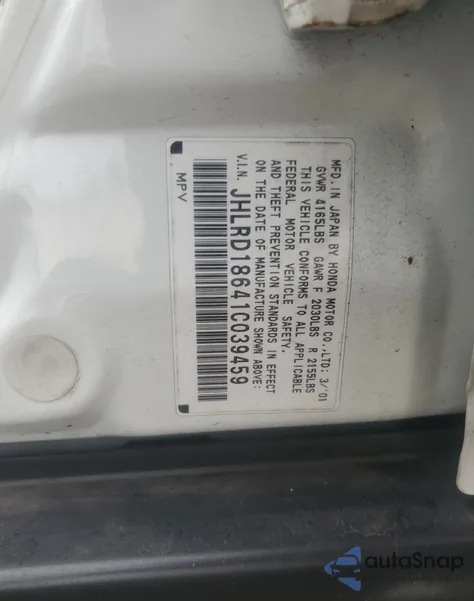 MFD. IN JAPAN BY HONDA MOTOR CO., LTD: 3/'01
GVWR 4165LBS GAWR F 2030LBS R 2155LBS
THIS VEHICLE CONFORMS TO ALL APPLICABLE
FEDERAL MOTOR VEHICLE SAFETY,
AND THEFT PREVENTION STANDARDS IN EFFECT
ON THE DATE OF MANUFACTURE SHOWN ABOVE:
V.I.N. JHLRD18641C039459
MPV
autoSnap